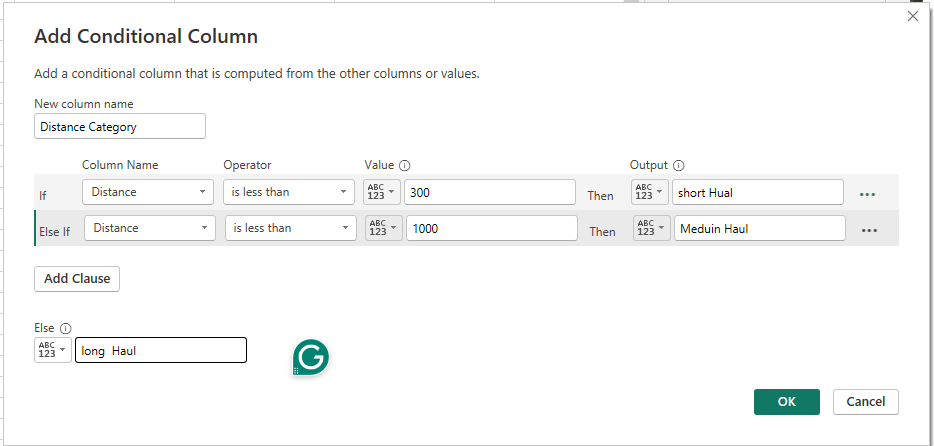 Add Conditional Column
Add a conditional column that is computed from the other columns or values.
New column name
Distance Category
Column Name Operator Value Output
If Distance is less than ABC 123 300 Then ABC 123 short Hual
Else If Distance is less than ABC 123 1000 Then ABC 123 Meduin Haul
Add Clause
Else
ABC 123 long  Haul
G
OK Cancel